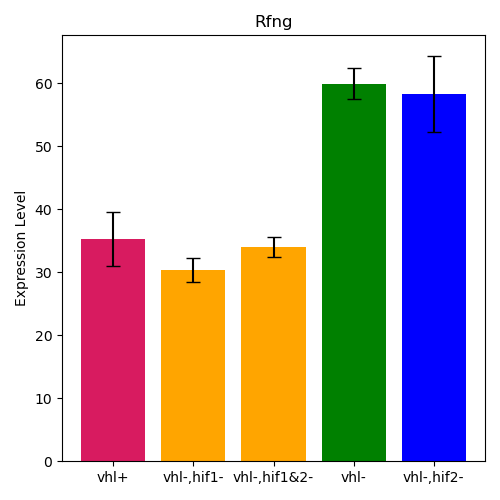 Rfng
Expression Level
60
50
40
30
20
10
0
vhl+
vhl-,hif1-
vhl-,hif1&2-
vhl-
vhl-,hif2-